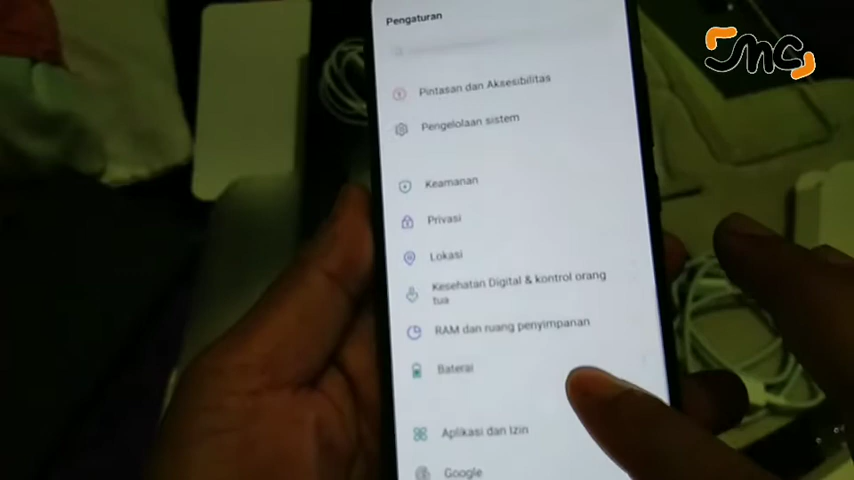 Pengaturan
Pintasan dan Aksesibilitas
Pengelolaan sistem
Keamanan
Privasi
Lokasi
Kesehatan Digital & kontrol orang
tua
RAM dan ruang penyimpanan
Baterai
Aplikasi dan Izin
Google
JMC